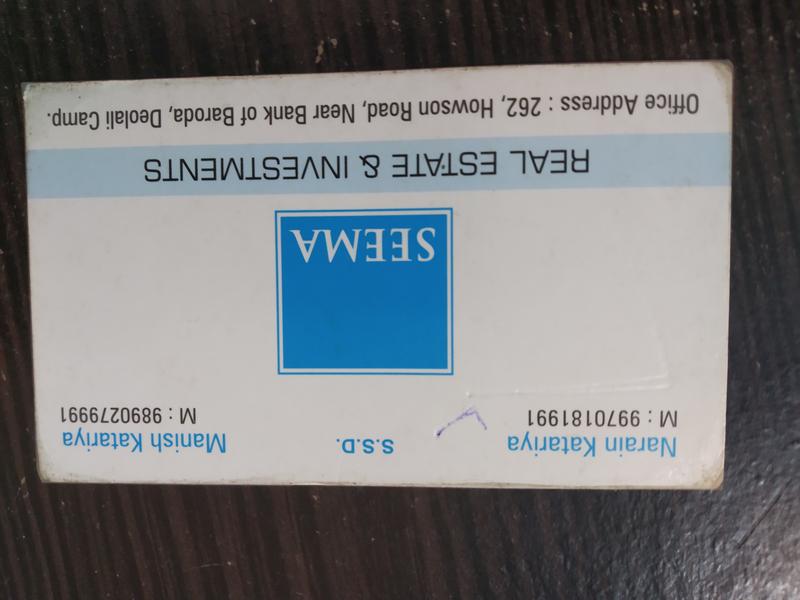 Narain Katariya
M : 9970181991
S.S.D.
Manish Katariya
M : 9890279991
SEEMA
REAL ESTATE & INVESTMENTS
Office Address : 262, Howson Road, Near Bank of Baroda, Deolali Camp.